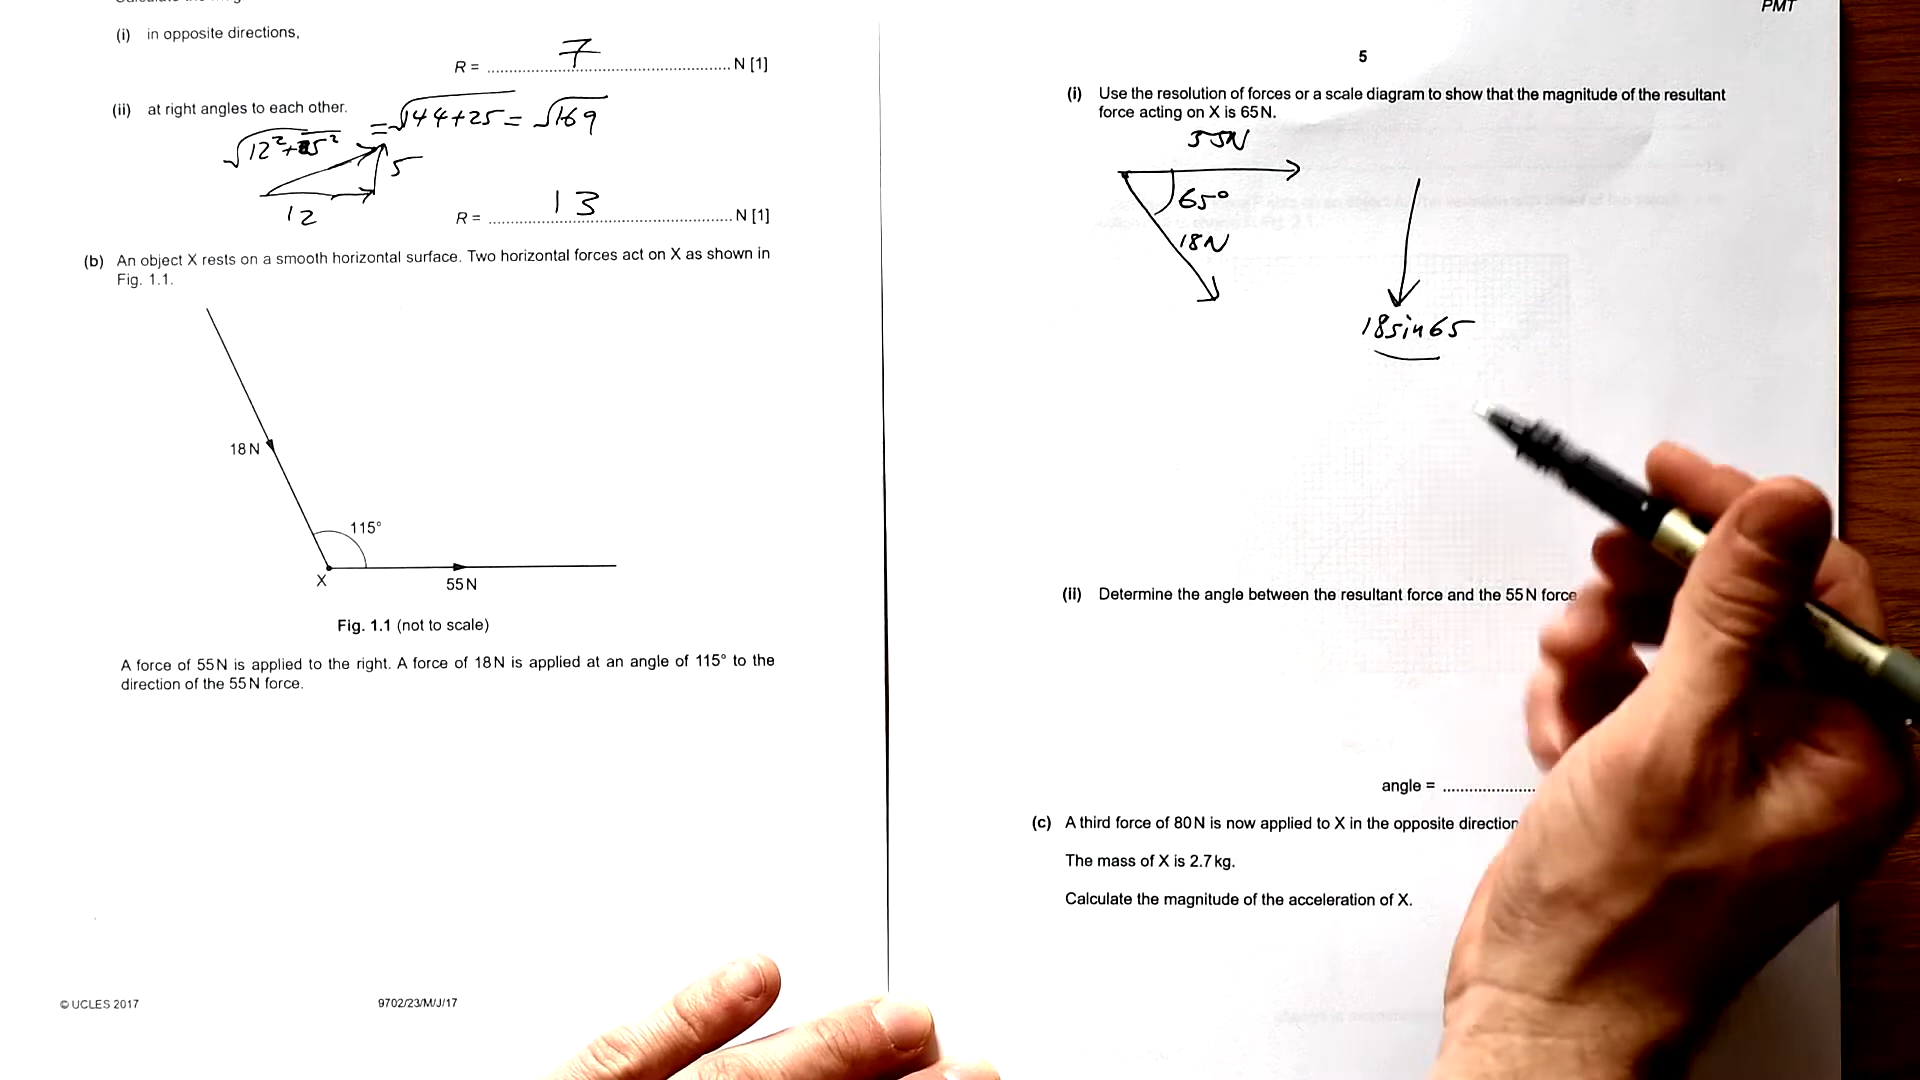 (i) in opposite directions,
R = 7 N [1]
(ii) at right angles to each other.
= √144+25 = √169
√12²+5²
5
12
R = 13 N [1]
(b) An object X rests on a smooth horizontal surface. Two horizontal forces act on X as shown in
Fig. 1.1.
18 N
115°
X
55 N
Fig. 1.1 (not to scale)
A force of 55 N is applied to the right. A force of 18 N is applied at an angle of 115° to the
direction of the 55 N force.
© UCLES 2017
9702/23/M/J/17
PMT
5
(i) Use the resolution of forces or a scale diagram to show that the magnitude of the resultant
force acting on X is 65 N.
55N
65°
18N
18sin65
(ii) Determine the angle between the resultant force and the 55 N force
angle = .....................
(c) A third force of 80 N is now applied to X in the opposite direction
The mass of X is 2.7 kg.
Calculate the magnitude of the acceleration of X.